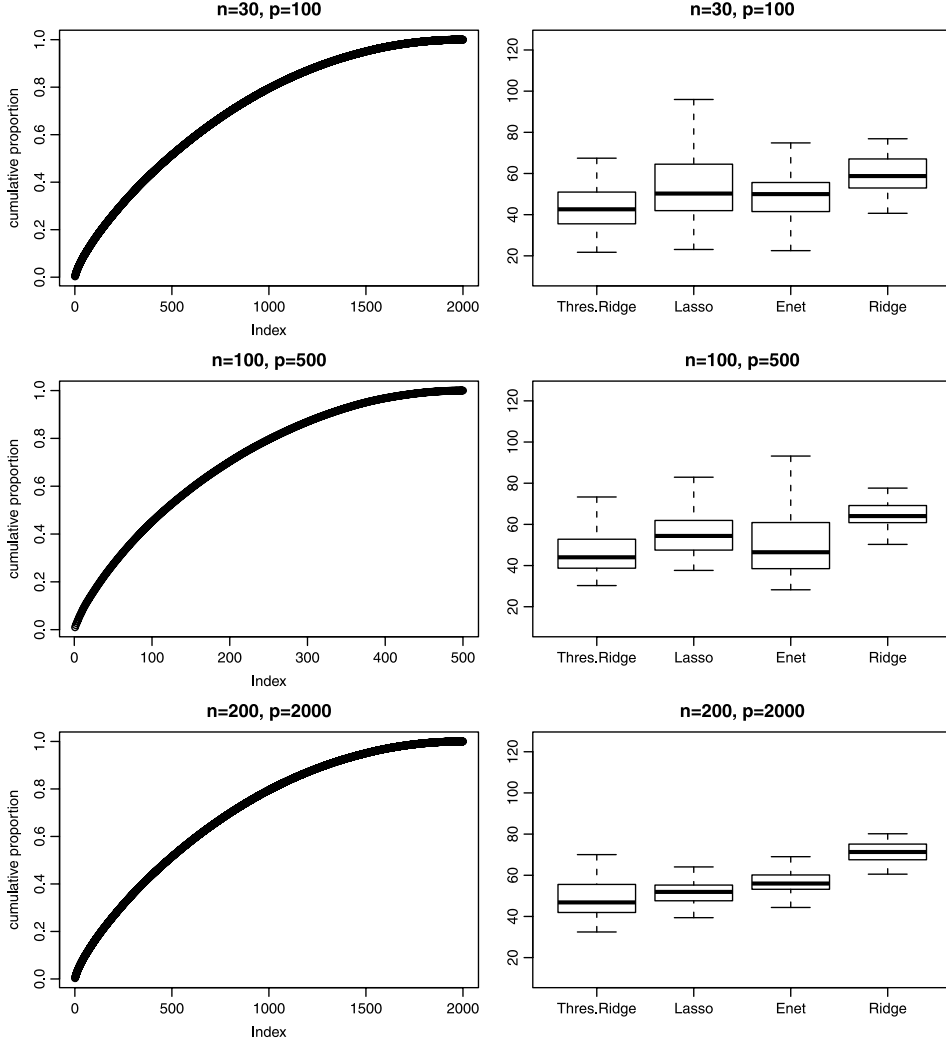 n=30, p=100
cumulative proportion
0.0 0.2 0.4 0.6 0.8 1.0
0 500 1000 1500 2000
Index
n=30, p=100
20 40 60 80 100 120
Thres.Ridge Lasso Enet Ridge
n=100, p=500
cumulative proportion
0.0 0.2 0.4 0.6 0.8 1.0
0 100 200 300 400 500
Index
n=100, p=500
20 40 60 80 100 120
Thres.Ridge Lasso Enet Ridge
n=200, p=2000
cumulative proportion
0.0 0.2 0.4 0.6 0.8 1.0
0 500 1000 1500 2000
Index
n=200, p=2000
20 40 60 80 100 120
Thres.Ridge Lasso Enet Ridge